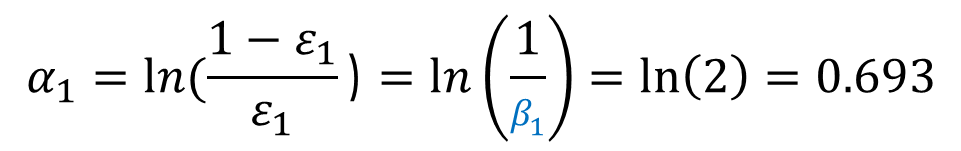 α₁ = ln((1 − ε₁)/ε₁) = ln(1/β₁) = ln(2) = 0.693